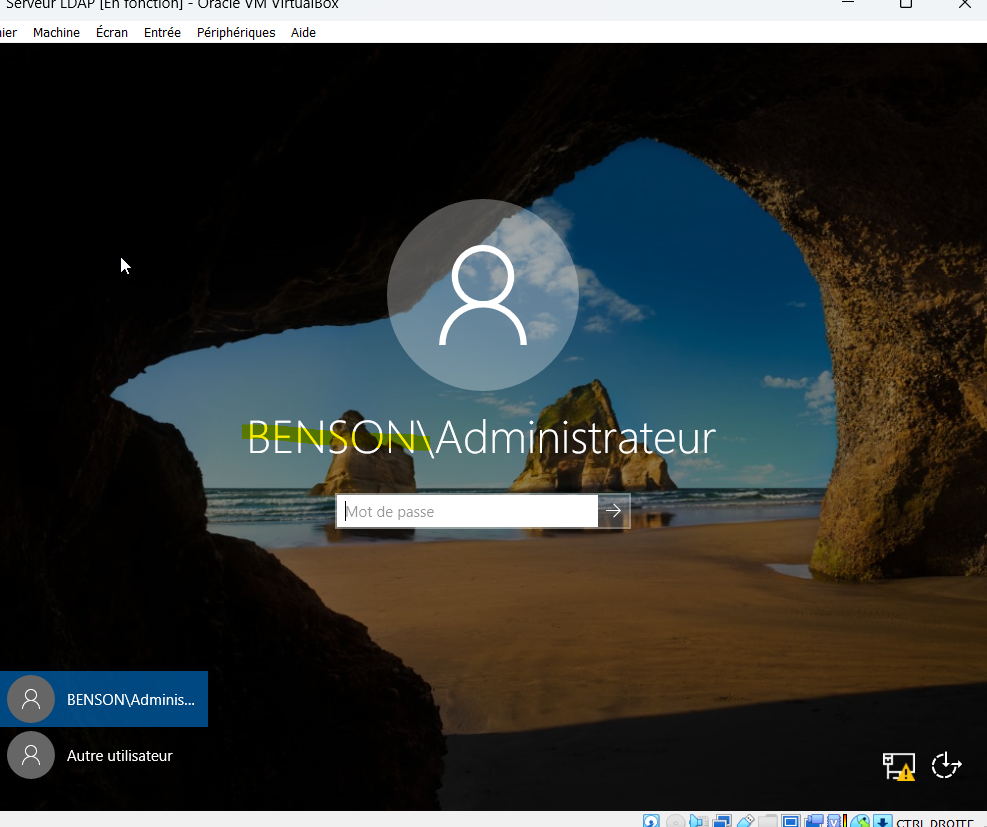 Serveur LDAP [En fonction] - Oracle VM VirtualBox
Machine Écran Entrée Périphériques Aide
BENSON\Administrateur
Mot de passe
BENSON\Adminis...
Autre utilisateur
CTRL DROITE